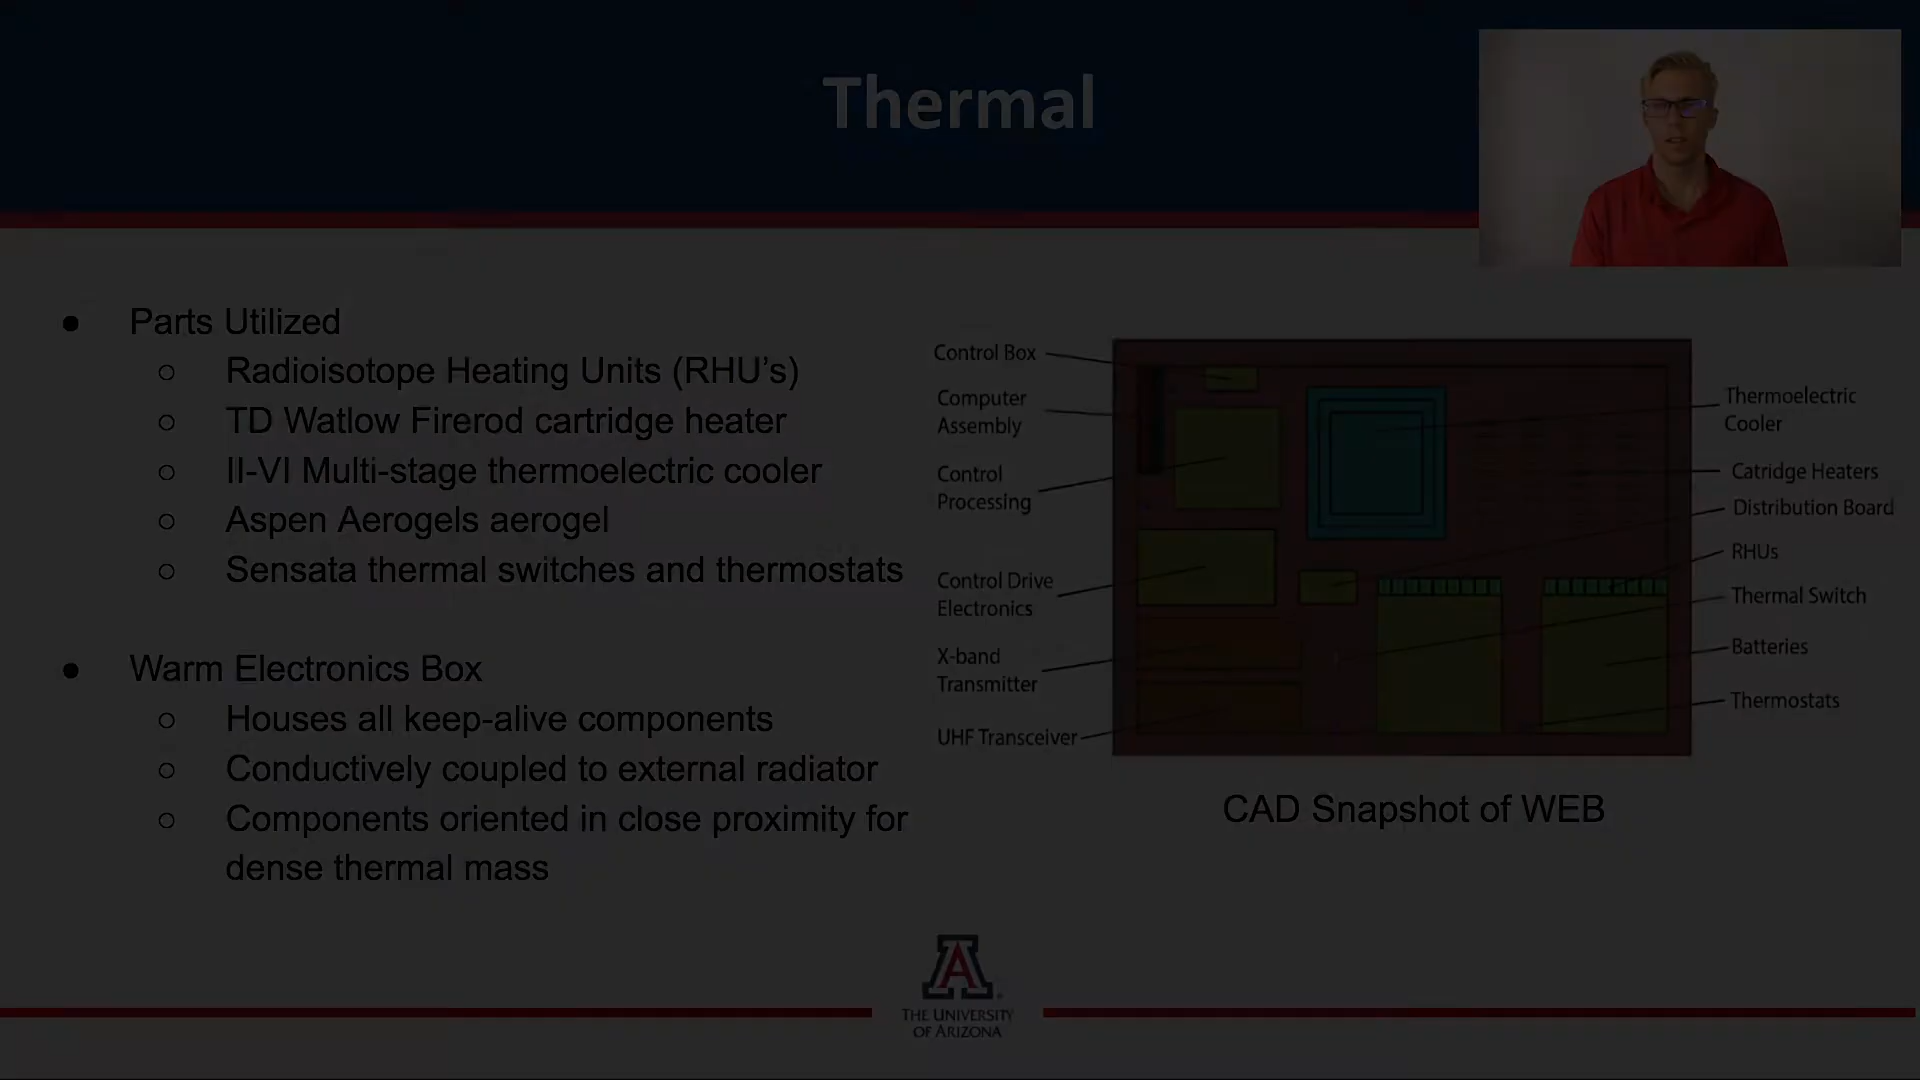 Thermal
● Parts Utilized
○ Radioisotope Heating Units (RHU’s)
○ TD Watlow Firerod cartridge heater
○ II-VI Multi-stage thermoelectric cooler
○ Aspen Aerogels aerogel
○ Sensata thermal switches and thermostats
● Warm Electronics Box
○ Houses all keep-alive components
○ Conductively coupled to external radiator
○ Components oriented in close proximity for
dense thermal mass
Control Box
Computer
Assembly
Control
Processing
Control Drive
Electronics
X-band
Transmitter
UHF Transceiver
Thermoelectric
Cooler
Catridge Heaters
Distribution Board
RHUs
Thermal Switch
Batteries
Thermostats
CAD Snapshot of WEB
A
THE UNIVERSITY
OF ARIZONA